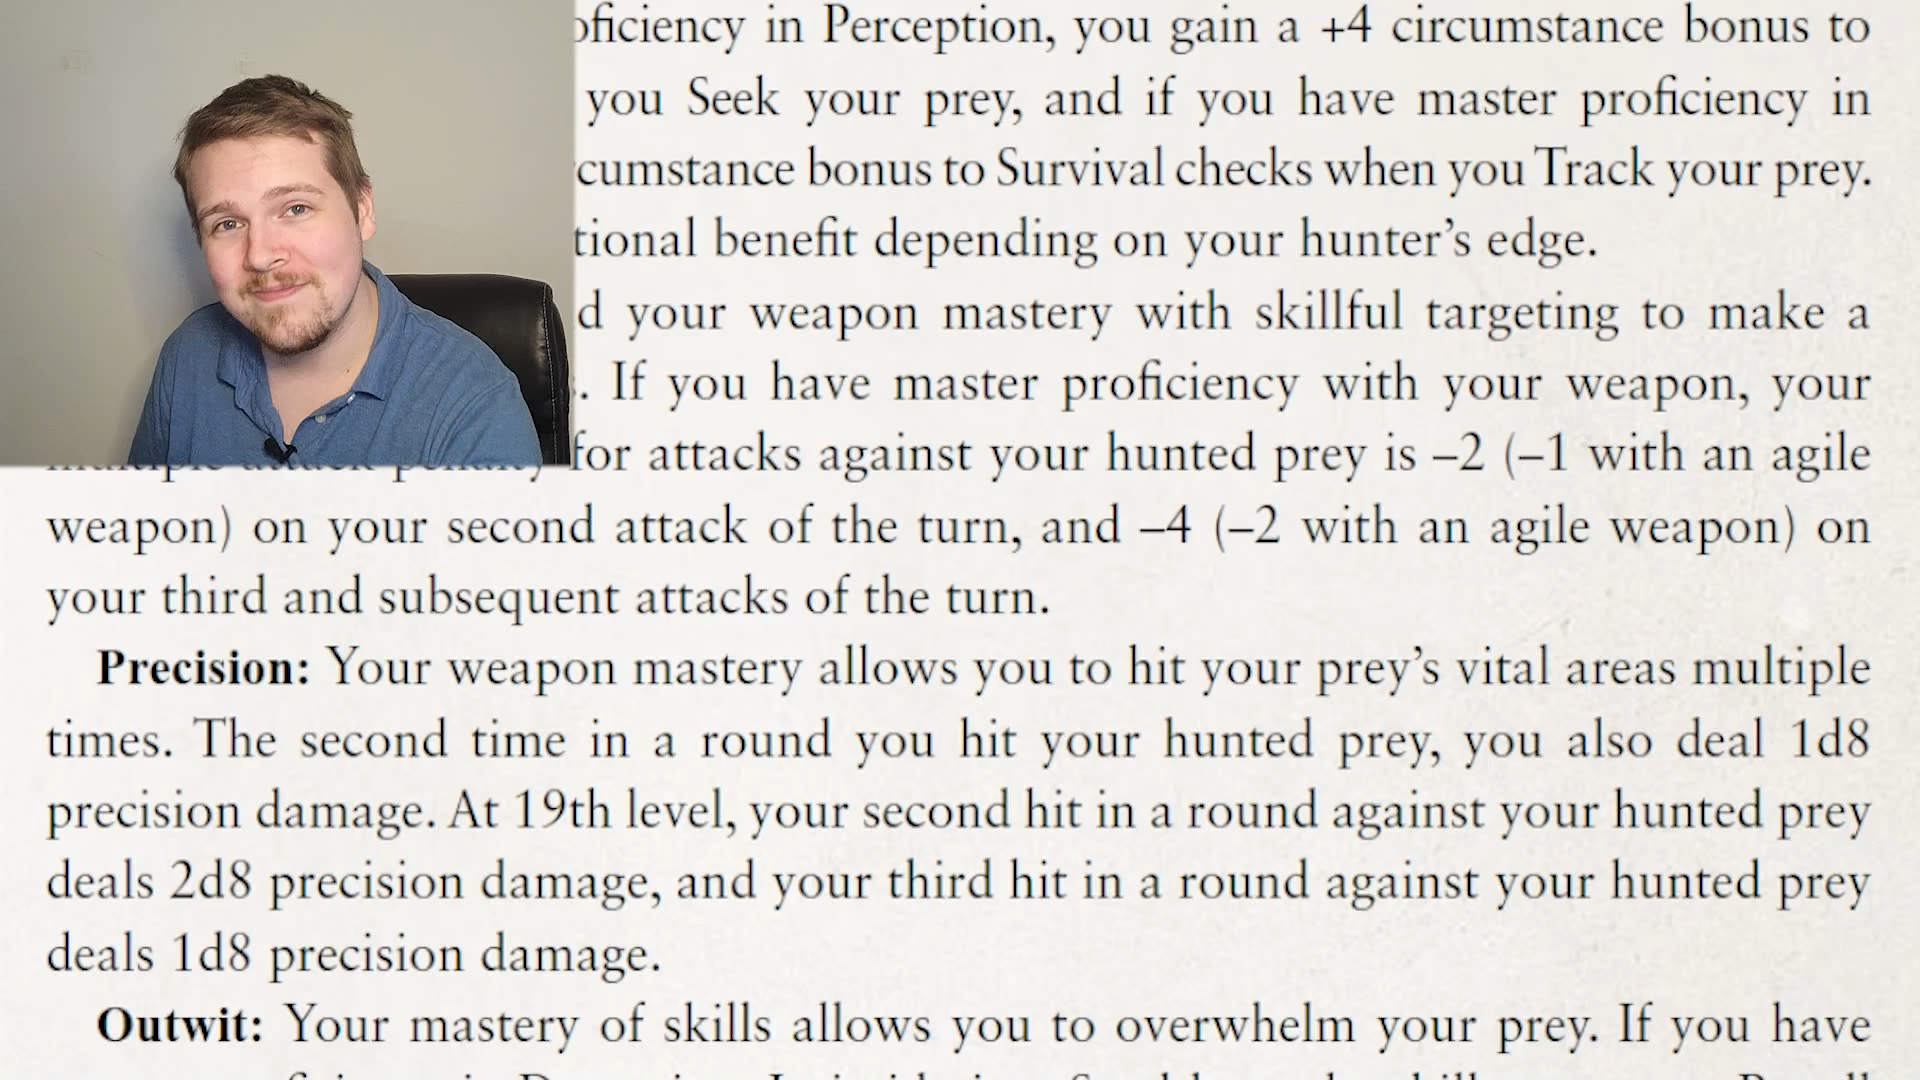 proficiency in Perception, you gain a +4 circumstance bonus to
you Seek your prey, and if you have master proficiency in
cumstance bonus to Survival checks when you Track your prey.
tional benefit depending on your hunter’s edge.
d your weapon mastery with skillful targeting to make a
. If you have master proficiency with your weapon, your
multiple attack penalty for attacks against your hunted prey is –2 (–1 with an agile
weapon) on your second attack of the turn, and –4 (–2 with an agile weapon) on
your third and subsequent attacks of the turn.
Precision: Your weapon mastery allows you to hit your prey’s vital areas multiple
times. The second time in a round you hit your hunted prey, you also deal 1d8
precision damage. At 19th level, your second hit in a round against your hunted prey
deals 2d8 precision damage, and your third hit in a round against your hunted prey
deals 1d8 precision damage.
Outwit: Your mastery of skills allows you to overwhelm your prey. If you have